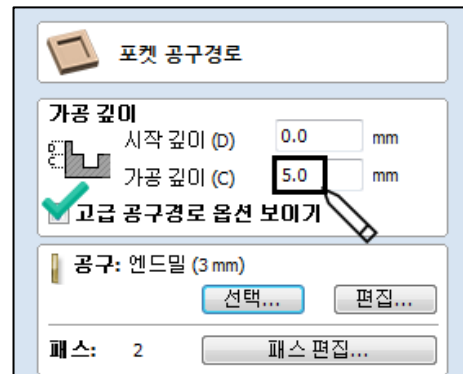 포켓 공구경로
가공 깊이
시작 깊이 (D) 0.0 mm
가공 깊이 (C) 5.0 mm
고급 공구경로 옵션 보이기
공구: 엔드밀 (3 mm)
선택... 편집...
패스: 2 패스 편집...